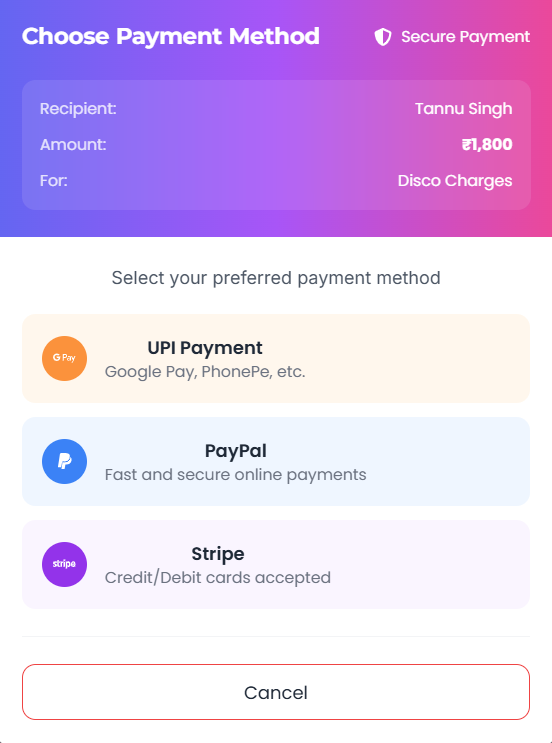 Choose Payment Method
Secure Payment
Recipient: Tannu Singh
Amount: ₹1,800
For: Disco Charges
Select your preferred payment method
G Pay
UPI Payment
Google Pay, PhonePe, etc.
PayPal
Fast and secure online payments
stripe
Stripe
Credit/Debit cards accepted
Cancel